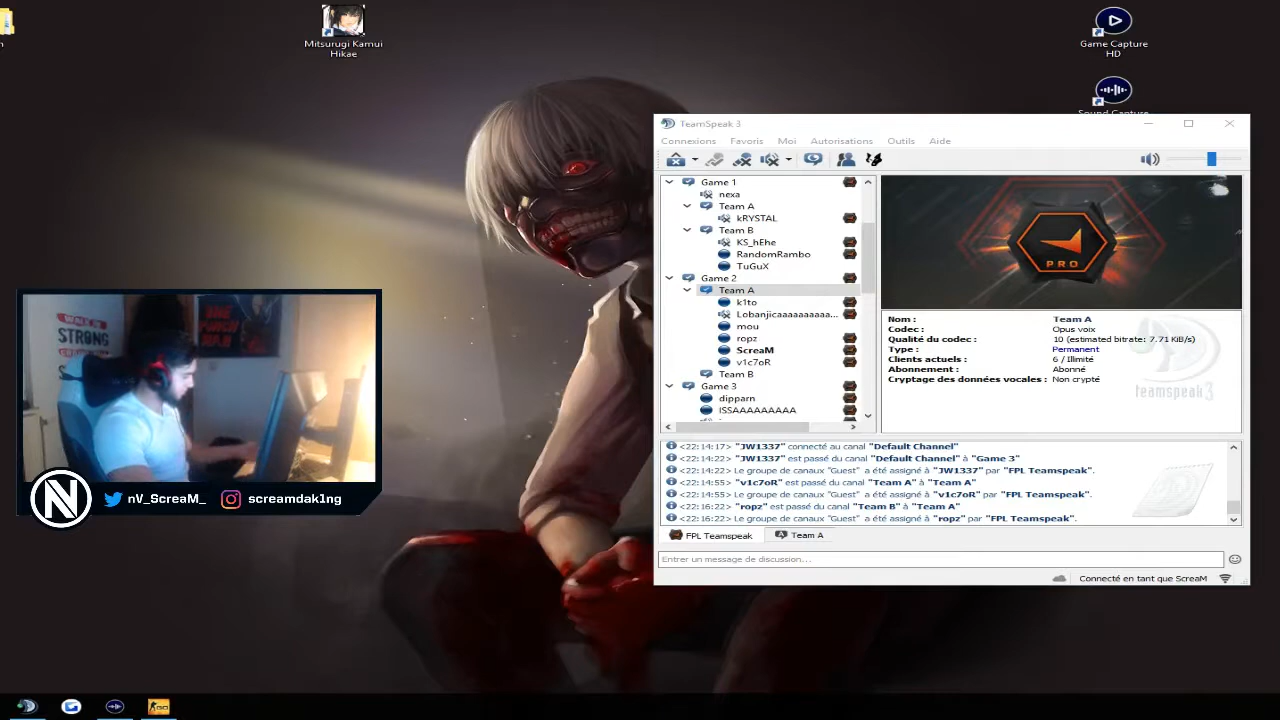 Mitsurugi Kamui
Hikae
Game Capture
HD
Sound Capture
TeamSpeak 3
Connexions Favoris Moi Autorisations Outils Aide
Game 1
nexa
Team A
kRYSTAL
Team B
KS_hEhe
RandomRambo
TuGuX
Game 2
Team A
k1to
Lobanjicaaaaaaaaaa...
mou
ropz
ScreaM
v1c7oR
Team B
Game 3
dipparn
ISSAAAAAAAAA
PRO
Nom : Team A
Codec : Opus voix
Qualité du codec : 10 (estimated bitrate: 7.71 KiB/s)
Type : Permanent
Clients actuels : 6 / Illimité
Abonnement : Abonné
Cryptage des données vocales : Non crypté
teamspeak3
<22:14:17> "JW1337" connecté au canal "Default Channel"
<22:14:22> "JW1337" est passé du canal "Default Channel" à "Game 3"
<22:14:22> Le groupe de canaux "Guest" a été assigné à "JW1337" par "FPL Teamspeak".
<22:14:55> "v1c7oR" est passé du canal "Team A" à "Team A"
<22:14:55> Le groupe de canaux "Guest" a été assigné à "v1c7oR" par "FPL Teamspeak".
<22:16:22> "ropz" est passé du canal "Team B" à "Team A"
<22:16:22> Le groupe de canaux "Guest" a été assigné à "ropz" par "FPL Teamspeak".
FPL Teamspeak Team A
Entrer un message de discussion...
Connecté en tant que ScreaM
STRONG
nV_ScreaM_ screamdak1ng